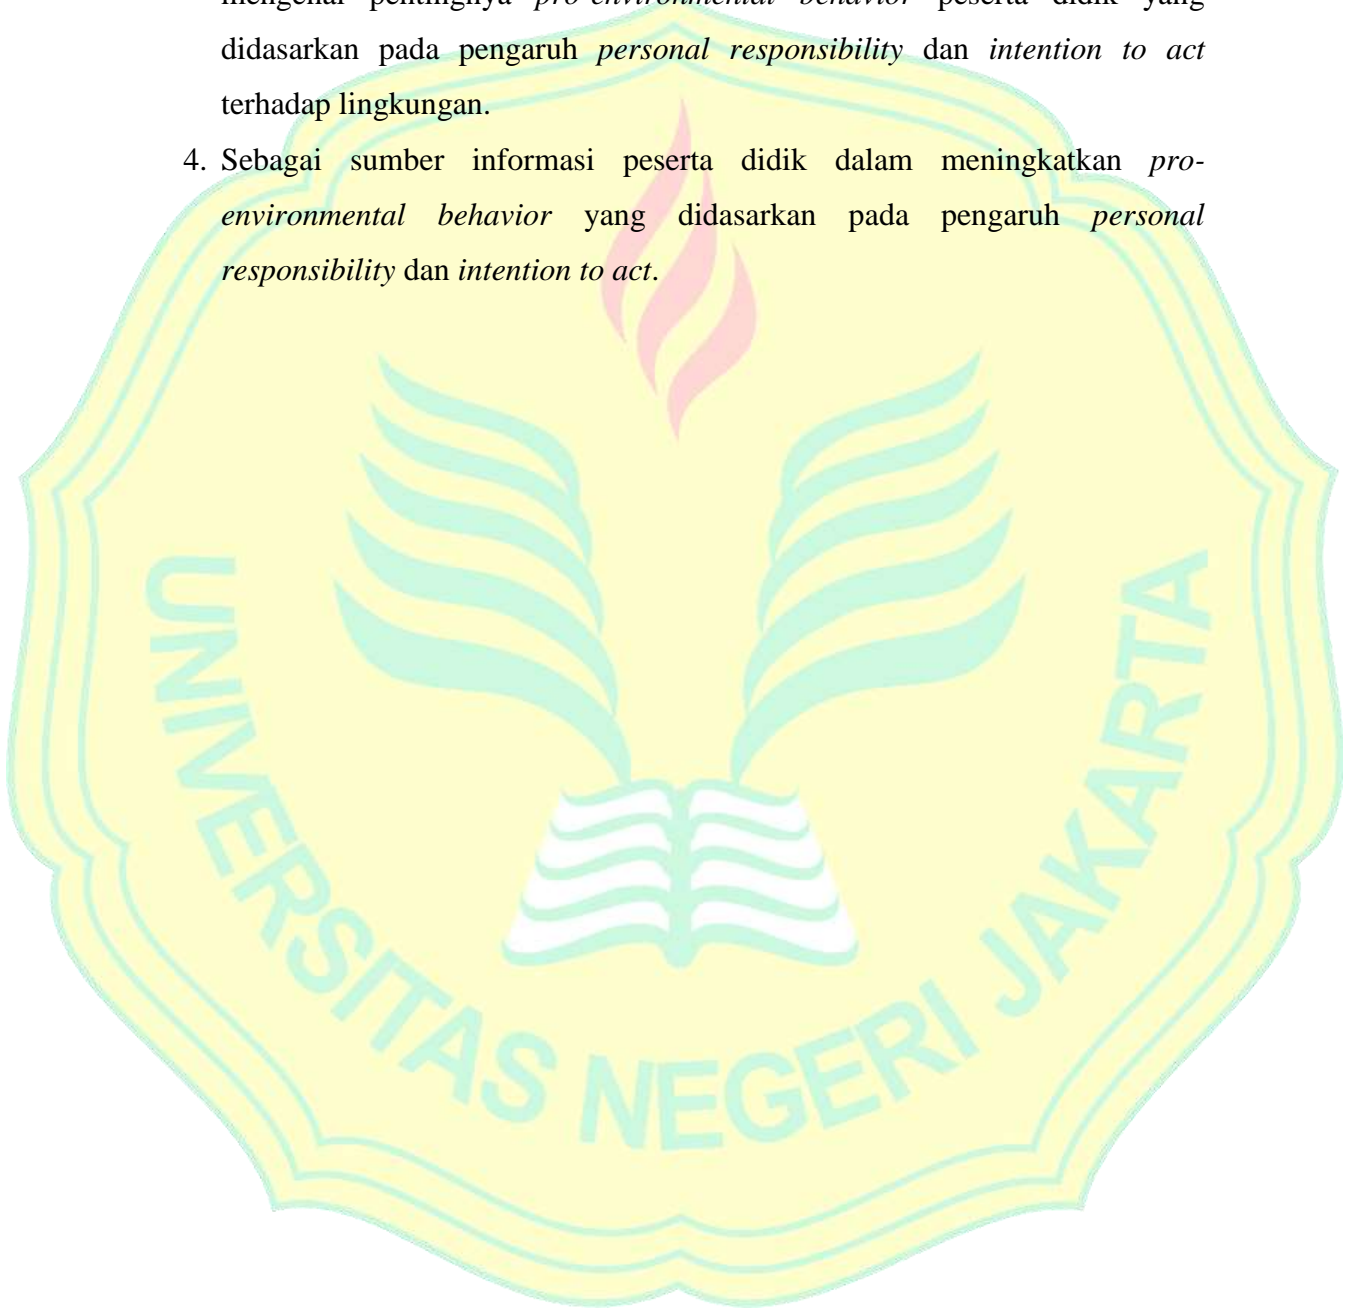 mengenai pentingnya pro-environmental behavior peserta didik yang
didasarkan pada pengaruh personal responsibility dan intention to act
terhadap lingkungan.
4. Sebagai sumber informasi peserta didik dalam meningkatkan pro-
environmental behavior yang didasarkan pada pengaruh personal
responsibility dan intention to act.
UNIVERSITAS NEGERI JAKARTA